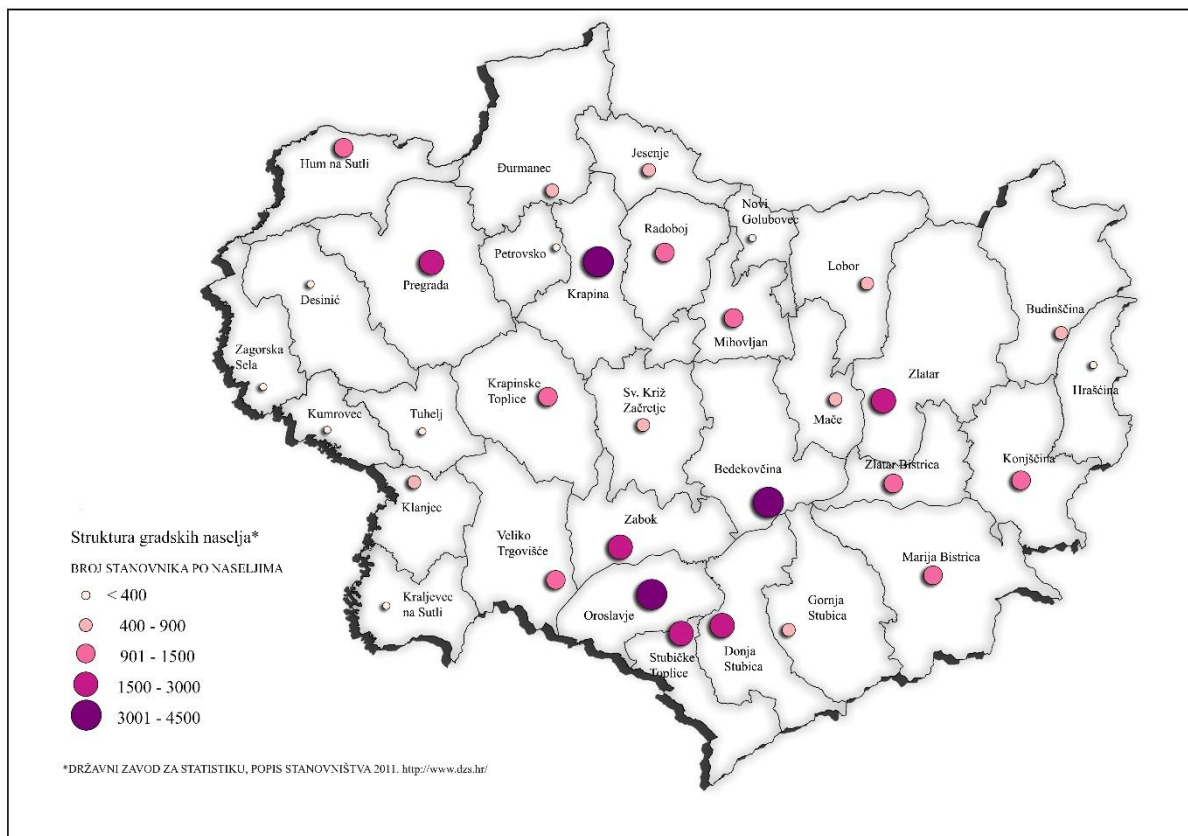 Hum na Sutli
Đurmanec
Jesenje
Novi
Golubovec
Radoboj
Petrovsko
Krapina
Pregrada
Desinić
Lobor
Budinščina
Mihovljan
Zagorska
Sela
Hrašćina
Zlatar
Krapinske
Toplice
Sv. Križ
Začretje
Mače
Kumrovec
Tuhelj
Bedekovčina
Zlatar Bistrica
Konjščina
Klanjec
Zabok
Veliko
Trgovišće
Marija Bistrica
Kraljevec
na Sutli
Oroslavje
Gornja
Stubica
Stubičke
Toplice
Donja
Stubica
Struktura gradskih naselja*
BROJ STANOVNIKA PO NASELJIMA
< 400
400 - 900
901 - 1500
1500 - 3000
3001 - 4500
*DRŽAVNI ZAVOD ZA STATISTIKU, POPIS STANOVNIŠTVA 2011. http://www.dzs.hr/